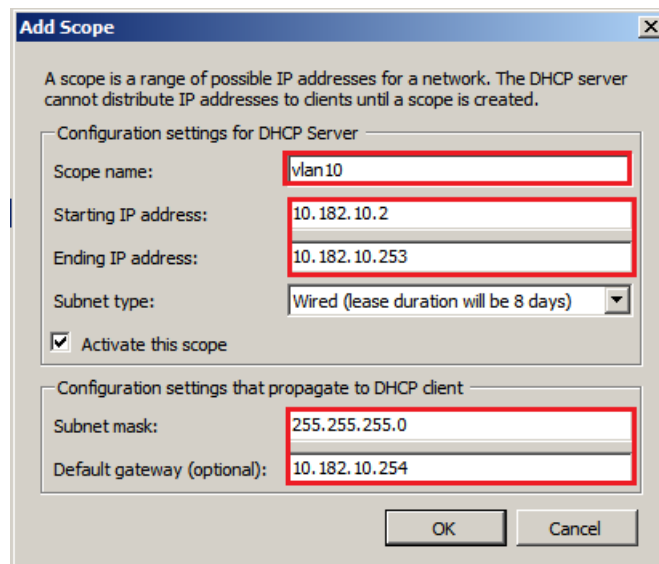 Add Scope
A scope is a range of possible IP addresses for a network. The DHCP server
cannot distribute IP addresses to clients until a scope is created.
Configuration settings for DHCP Server
Scope name: vlan10
Starting IP address: 10.182.10.2
Ending IP address: 10.182.10.253
Subnet type: Wired (lease duration will be 8 days)
Activate this scope
Configuration settings that propagate to DHCP client
Subnet mask: 255.255.255.0
Default gateway (optional): 10.182.10.254
OK Cancel